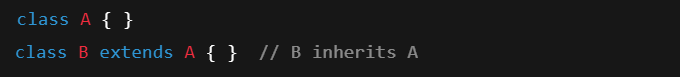 class A { }
class B extends A { }  // B inherits A